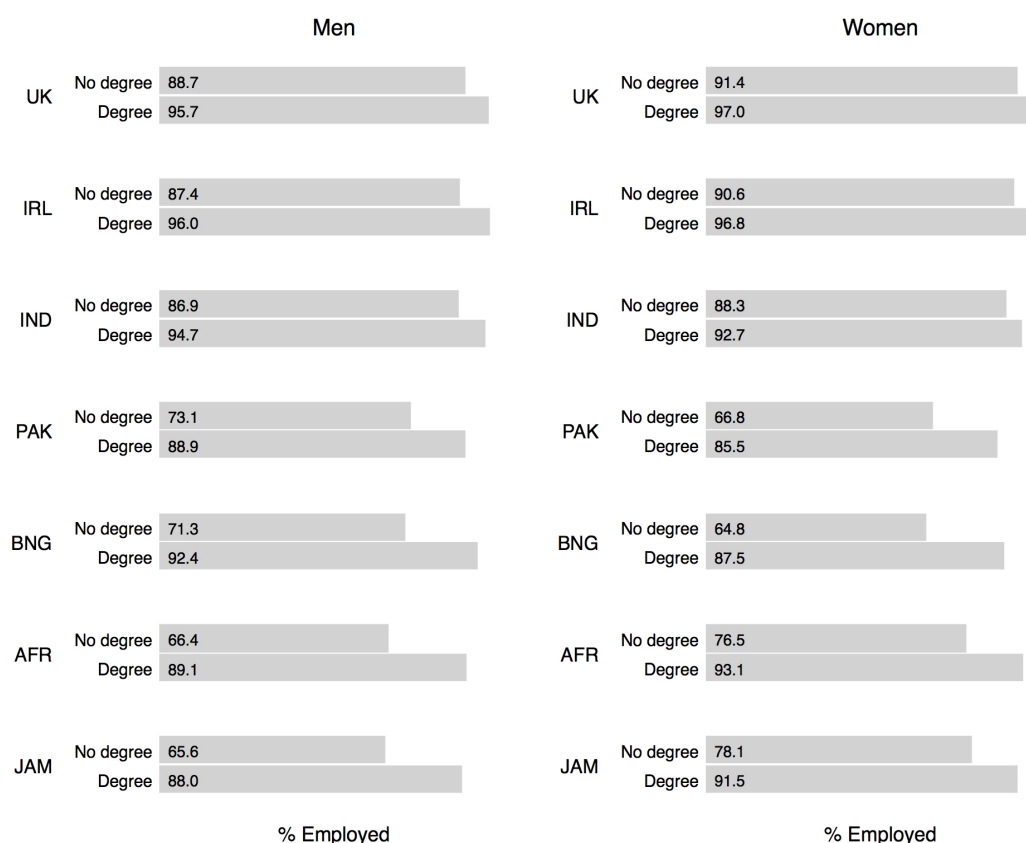 Men Women
UK No degree 88.7 UK No degree 91.4
Degree 95.7 Degree 97.0
IRL No degree 87.4 IRL No degree 90.6
Degree 96.0 Degree 96.8
IND No degree 86.9 IND No degree 88.3
Degree 94.7 Degree 92.7
PAK No degree 73.1 PAK No degree 66.8
Degree 88.9 Degree 85.5
BNG No degree 71.3 BNG No degree 64.8
Degree 92.4 Degree 87.5
AFR No degree 66.4 AFR No degree 76.5
Degree 89.1 Degree 93.1
JAM No degree 65.6 JAM No degree 78.1
Degree 88.0 Degree 91.5
% Employed % Employed